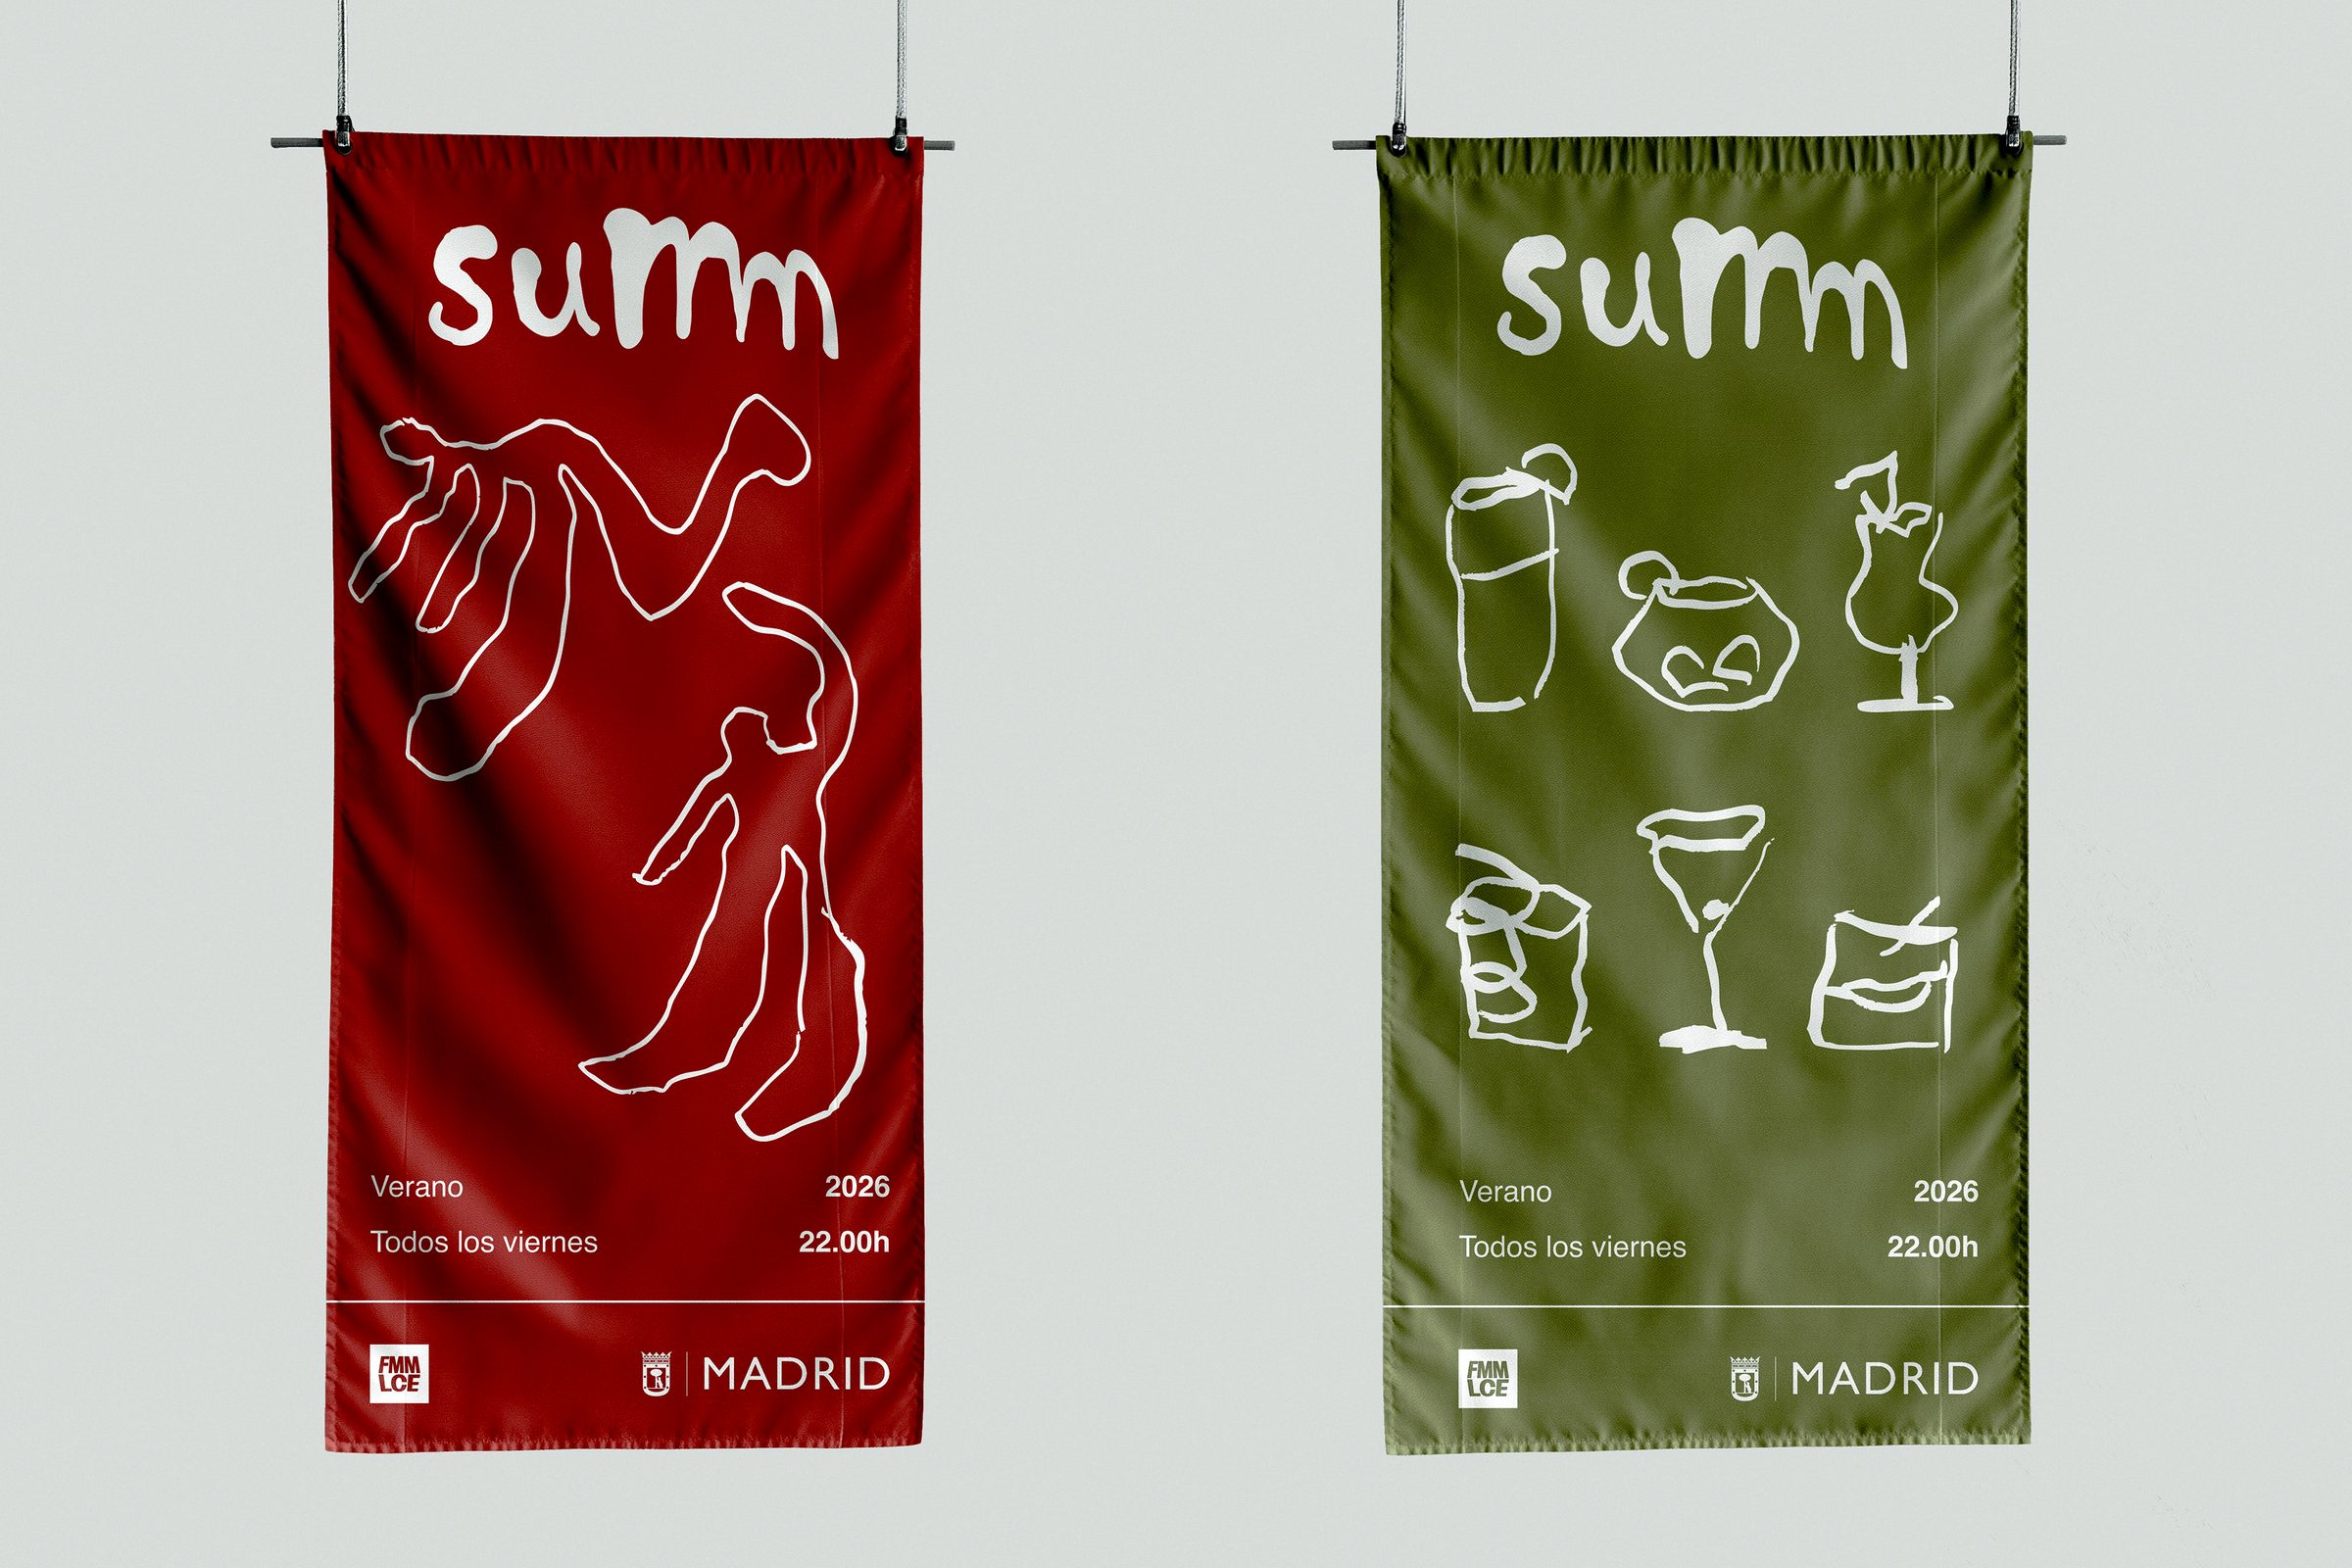 summ
Verano 2026
Todos los viernes 22.00h
FMM
LCE
MADRID
summ
Verano 2026
Todos los viernes 22.00h
FMM
LCE
MADRID